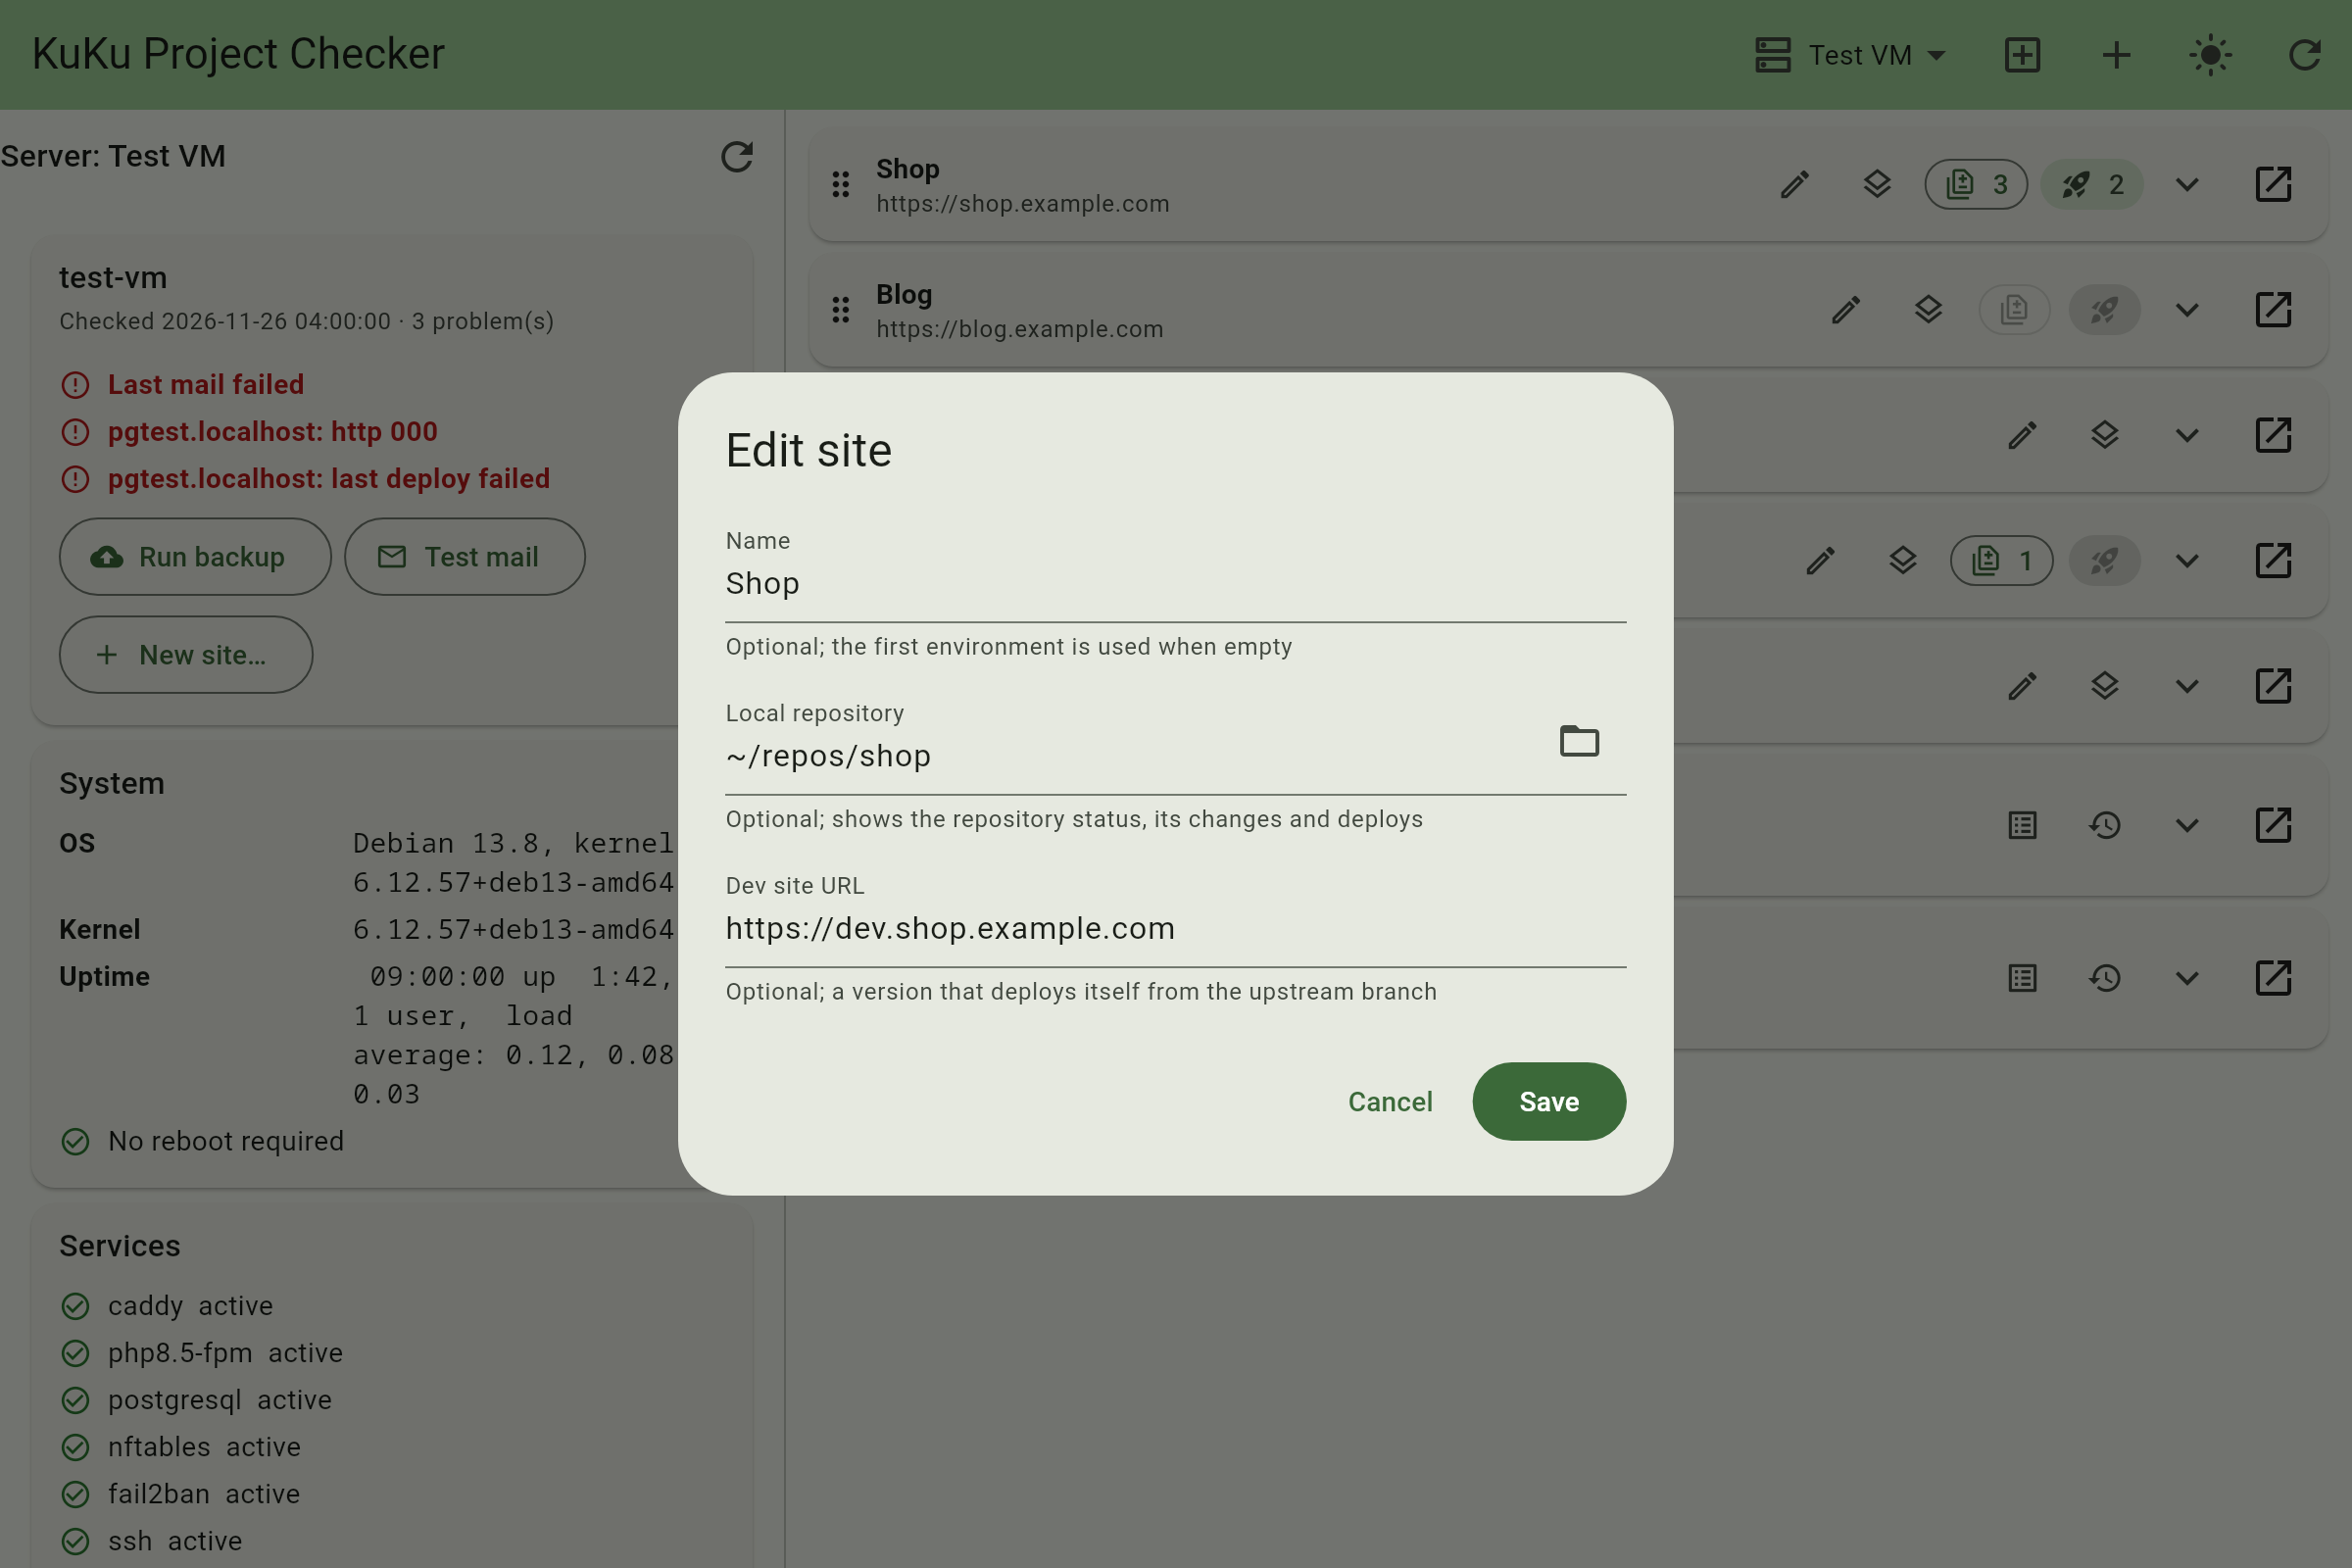 KuKu Project Checker
Test VM
Server: Test VM
test-vm
Checked 2026-11-26 04:00:00 · 3 problem(s)
Last mail failed
pgtest.localhost: http 000
pgtest.localhost: last deploy failed
Run backup
Test mail
New site…
System
OS
Debian 13.8, kernel
6.12.57+deb13-amd64
Kernel
6.12.57+deb13-amd64
Uptime
09:00:00 up  1:42,
1 user,  load
average: 0.12, 0.08
0.03
No reboot required
Services
caddy  active
php8.5-fpm  active
postgresql  active
nftables  active
fail2ban  active
ssh  active
Shop
https://shop.example.com
3
2
Blog
https://blog.example.com
1
Edit site
Name
Shop
Optional; the first environment is used when empty
Local repository
~/repos/shop
Optional; shows the repository status, its changes and deploys
Dev site URL
https://dev.shop.example.com
Optional; a version that deploys itself from the upstream branch
Cancel
Save